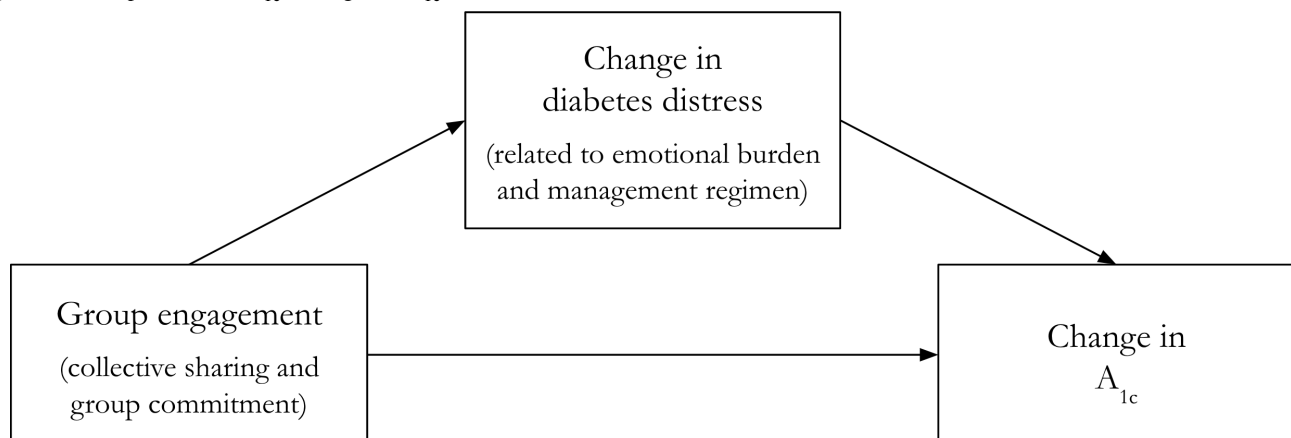 Change in
diabetes distress
(related to emotional burden
and management regimen)
Group engagement
(collective sharing and
group commitment)
Change in
A1c